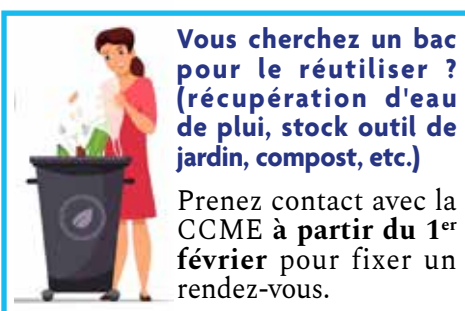 Vous cherchez un bac
pour le réutiliser ?
(récupération d'eau
de plui, stock outil de
jardin, compost, etc.)
Prenez contact avec la
CCME à partir du 1er
février pour fixer un
rendez-vous.